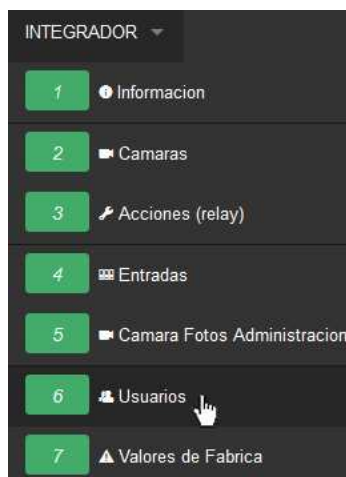 INTEGRADOR
1 Informacion
2 Camaras
3 Acciones (relay)
4 Entradas
5 Camara Fotos Administracion
6 Usuarios
7 Valores de Fabrica